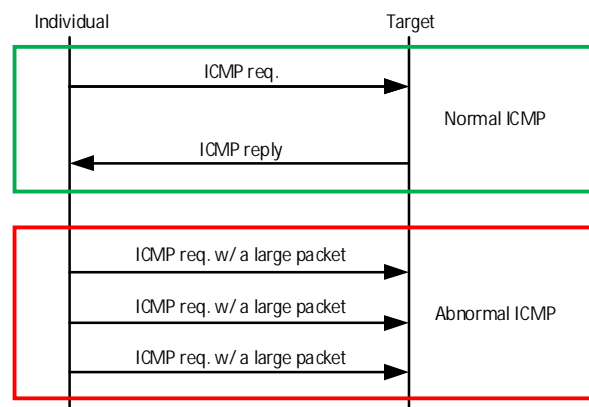 Individual
Target
ICMP req.
Normal ICMP
ICMP reply
ICMP req. w/ a large packet
ICMP req. w/ a large packet
Abnormal ICMP
ICMP req. w/ a large packet